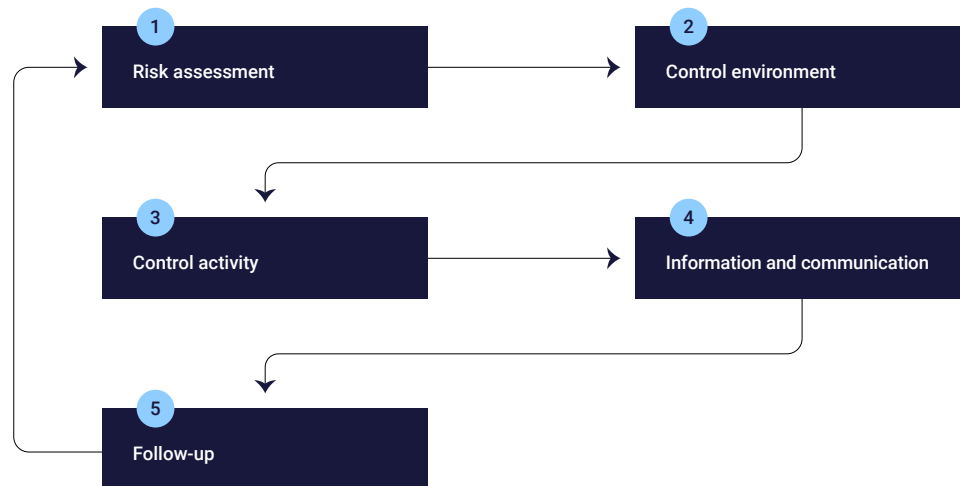 1
Risk assessment
2
Control environment
3
Control activity
4
Information and communication
5
Follow-up